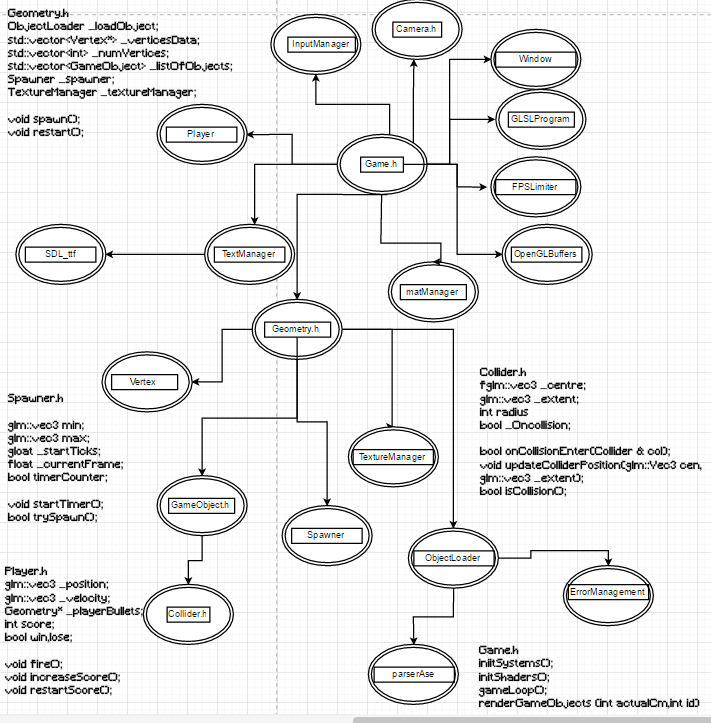 Geometry.h
ObjectLoader _loadObject;
std::vector<Vertex*> _verticesData;
std::vector<int> _numVertices;
std::vector<GameObject> _listOfObjects;
Spawner _spawner;
TextureManager _textureManager;
void spawn();
void restart();
InputManager
Camera.h
Window
GLSLProgram
Player
Game.h
FPSLimiter
SDL_ttf
TextManager
OpenGLBuffers
matManager
Geometry.h
Vertex
Collider.h
fglm::vec3 _centre;
glm::vec3 _extent;
int radius
bool _Oncollision;
bool onCollisionEnter(Collider & col);
void updateColliderPosition(glm::Vec3 cen,
glm::vec3 _extent);
bool isCollision();
Spawner.h
glm::vec3 min;
glm::vec3 max;
gloat _startTicks;
float _currentFrame;
bool timerCounter;
void startTimer();
bool trySpawn();
TextureManager
GameObject.h
Spawner
ObjectLoader
ErrorManagement
Player.h
glm::vec3 _position;
glm::vec3 _velocity;
Geometry* _playerBullets;
int score;
bool win,lose;
void fire();
void increaseScore();
void restartScore();
Collider.h
parserAse
Game.h
iniitSystems();
initShaders();
gameLoop();
renderGameObjects (int actualCm,int id)